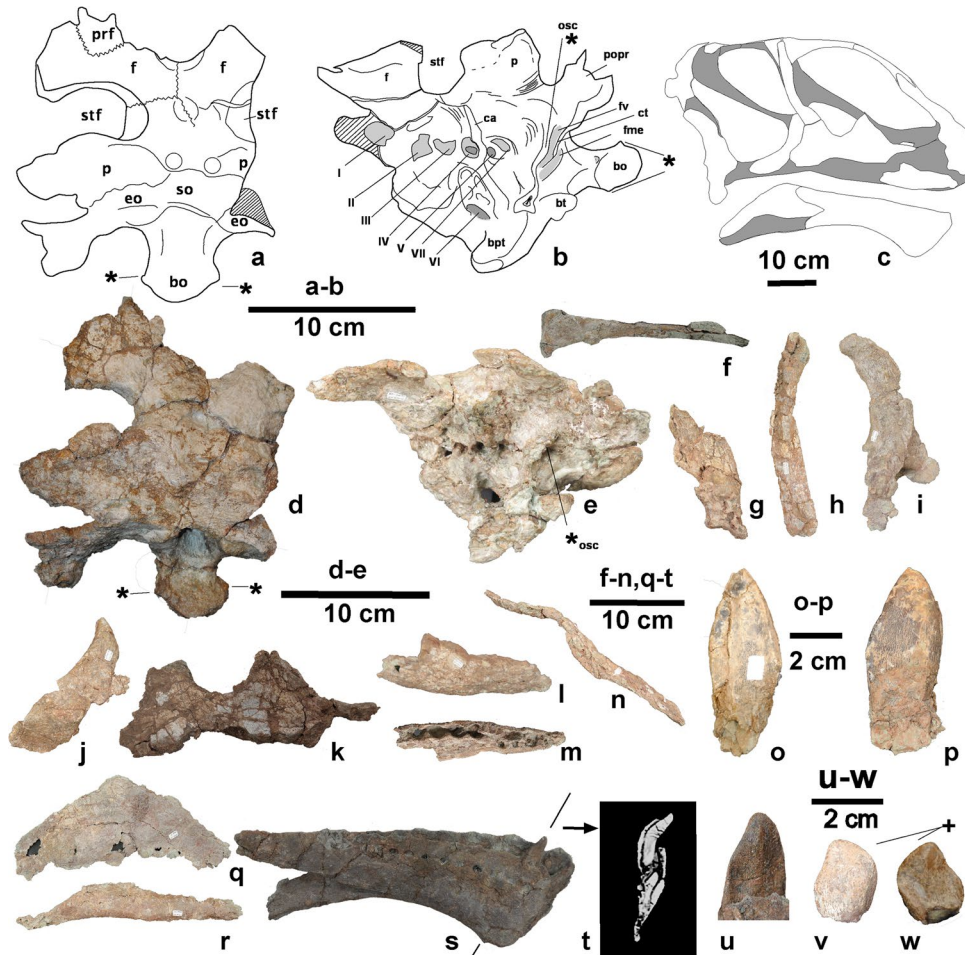 prf
f
f
stf
stf
p
p
so
eo
eo
bo
*
*
a
a-b
10 cm
osc
*
stf
f
p
popr
ca
fv
ct
fme
bo
*
bt
bpt
I
II
III
IV
V
VII
VI
b
10 cm
c
d
*
*
d-e
10 cm
e
*osc
f
g
h
i
f-n,q-t
10 cm
j
k
l
m
n
o-p
2 cm
o
p
q
r
s
t
u-w
2 cm
+
u
v
w